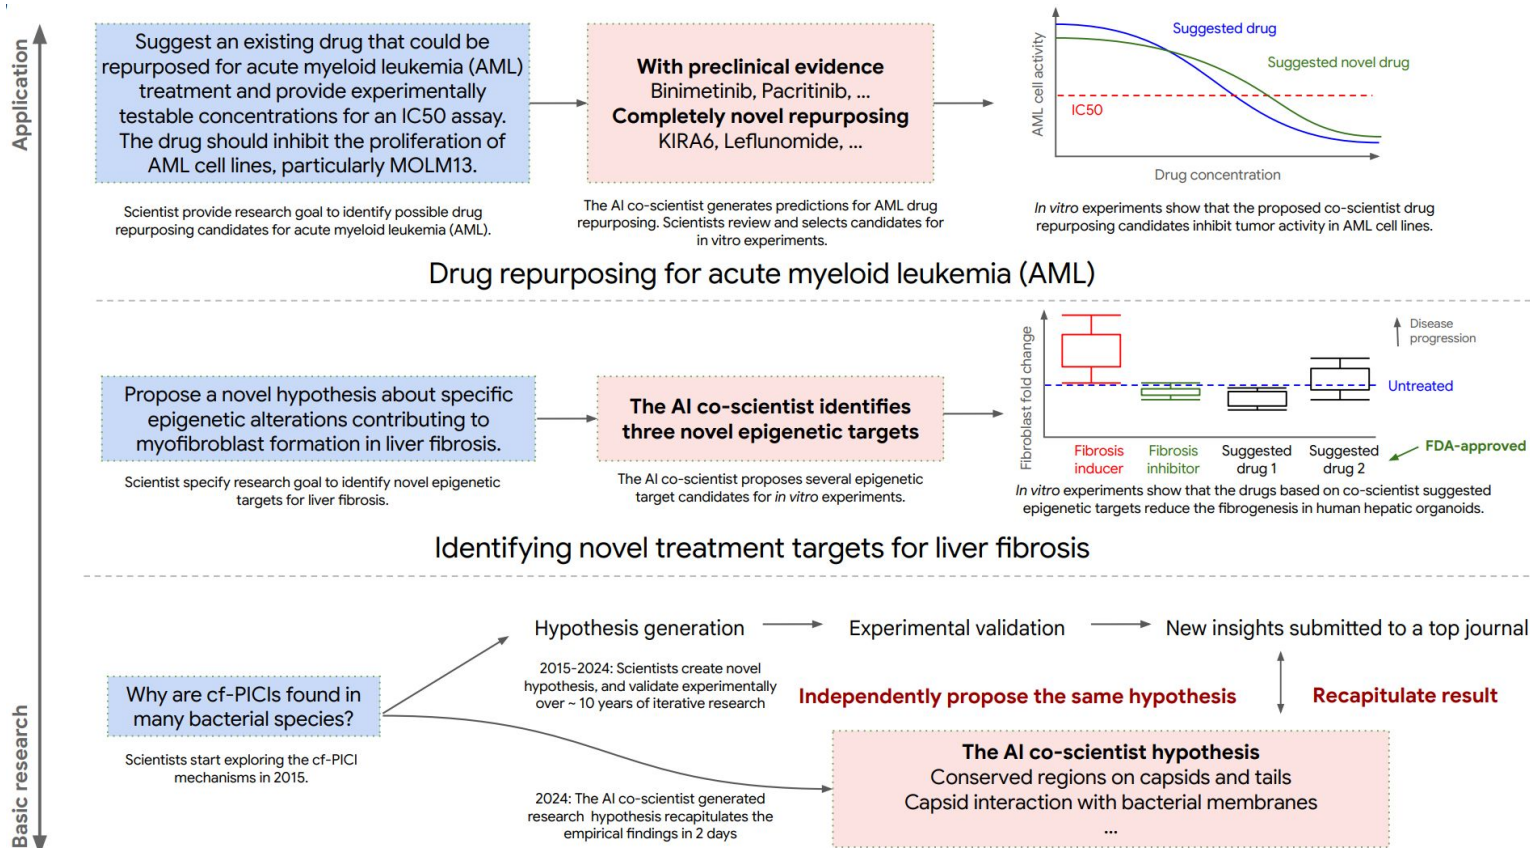 Application
Suggest an existing drug that could be
repurposed for acute myeloid leukemia (AML)
treatment and provide experimentally
testable concentrations for an IC50 assay.
The drug should inhibit the proliferation of
AML cell lines, particularly MOLM13.
Scientist provide research goal to identify possible drug
repurposing candidates for acute myeloid leukemia (AML).
With preclinical evidence
Binimetinib, Pacritinib, ...
Completely novel repurposing
KIRA6, Leflunomide, ...
The AI co-scientist generates predictions for AML drug
repurposing. Scientists review and selects candidates for
in vitro experiments.
AML cell activity
Suggested drug
Suggested novel drug
IC50
Drug concentration
In vitro experiments show that the proposed co-scientist drug
repurposing candidates inhibit tumor activity in AML cell lines.
Drug repurposing for acute myeloid leukemia (AML)
Propose a novel hypothesis about specific
epigenetic alterations contributing to
myofibroblast formation in liver fibrosis.
Scientist specify research goal to identify novel epigenetic
targets for liver fibrosis.
The AI co-scientist identifies
three novel epigenetic targets
The AI co-scientist proposes several epigenetic
target candidates for in vitro experiments.
Fibroblast fold change
Disease
progression
Untreated
Fibrosis
inducer
Fibrosis
inhibitor
Suggested
drug 1
Suggested
drug 2
FDA-approved
In vitro experiments show that the drugs based on co-scientist suggested
epigenetic targets reduce the fibrogenesis in human hepatic organoids.
Identifying novel treatment targets for liver fibrosis
Basic research
Why are cf-PICIs found in
many bacterial species?
Scientists start exploring the cf-PICI
mechanisms in 2015.
Hypothesis generation
Experimental validation
New insights submitted to a top journal
2015-2024: Scientists create novel
hypothesis, and validate experimentally
over ~ 10 years of iterative research
Independently propose the same hypothesis
Recapitulate result
2024: The AI co-scientist generated
research hypothesis recapitulates the
empirical findings in 2 days
The AI co-scientist hypothesis
Conserved regions on capsids and tails
Capsid interaction with bacterial membranes
...